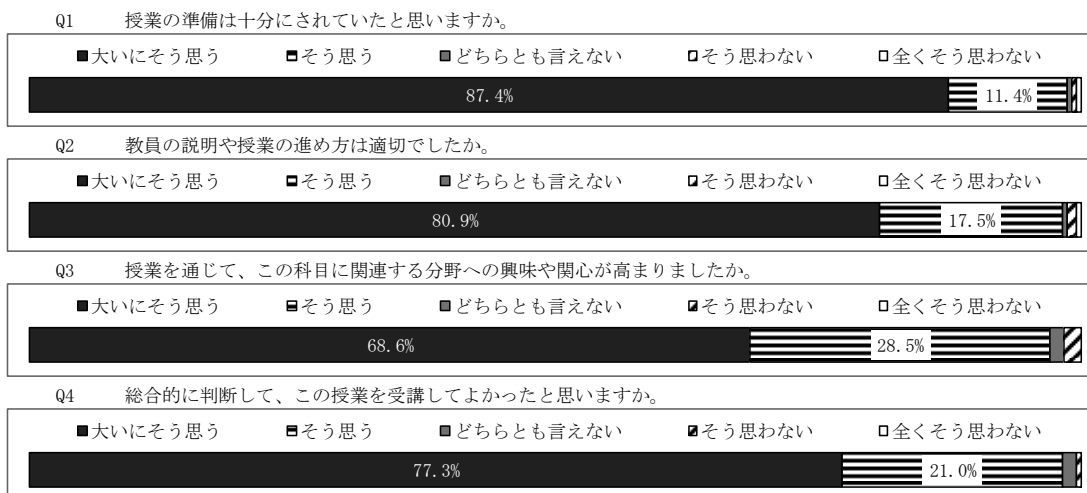 Q1 授業の準備は十分にされていたと思いますか。
■大いにそう思う ■そう思う ■どちらとも言えない □そう思わない □全くそう思わない
87.4% 11.4%
Q2 教員の説明や授業の進め方は適切でしたか。
■大いにそう思う ■そう思う ■どちらとも言えない □そう思わない □全くそう思わない
80.9% 17.5%
Q3 授業を通じて、この科目に関連する分野への興味や関心が高まりましたか。
■大いにそう思う ■そう思う ■どちらとも言えない ■そう思わない □全くそう思わない
68.6% 28.5%
Q4 総合的に判断して、この授業を受講してよかったと思いますか。
■大いにそう思う ■そう思う ■どちらとも言えない ■そう思わない □全くそう思わない
77.3% 21.0%